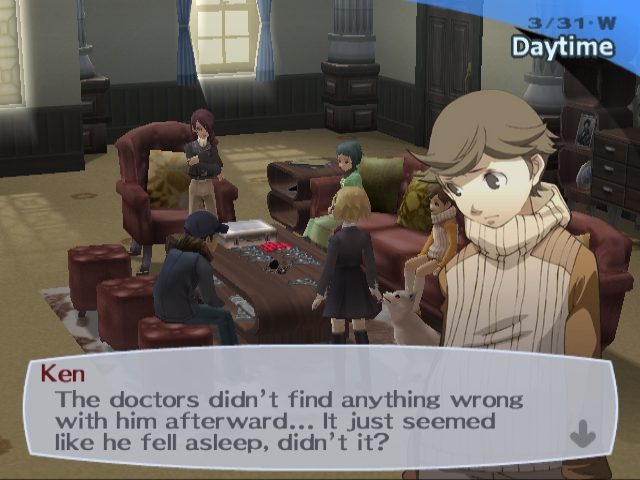 3/31・W
Daytime
Ken
The doctors didn't find anything wrong
with him afterward... It just seemed
like he fell asleep, didn't it?